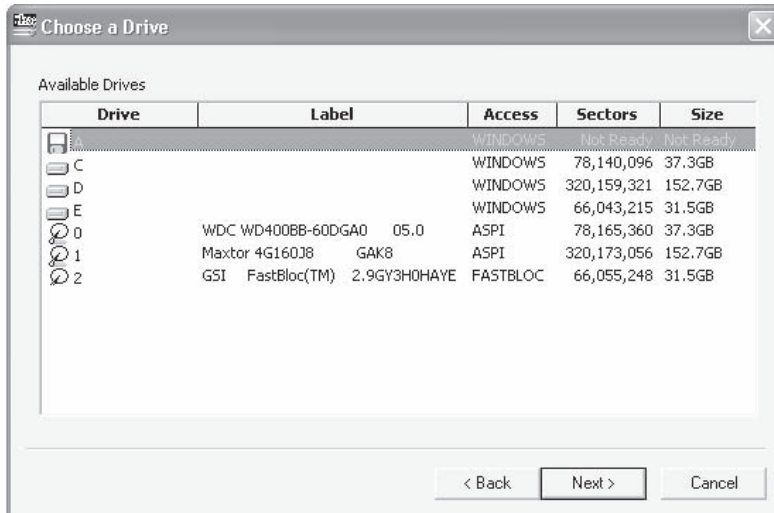 Choose a Drive
Available Drives
Drive Label Access Sectors Size
A WINDOWS Not Ready Not Ready
C WINDOWS 78,140,096 37.3GB
D WINDOWS 320,159,321 152.7GB
E WINDOWS 66,043,215 31.5GB
0 WDC WD400BB-60DGA0 05.0 ASPI 78,165,360 37.3GB
1 Maxtor 4G160J8 GAK8 ASPI 320,173,056 152.7GB
2 GSI FastBloc(TM) 2.9GY3H0HAYE FASTBLOC 66,055,248 31.5GB
< Back Next > Cancel